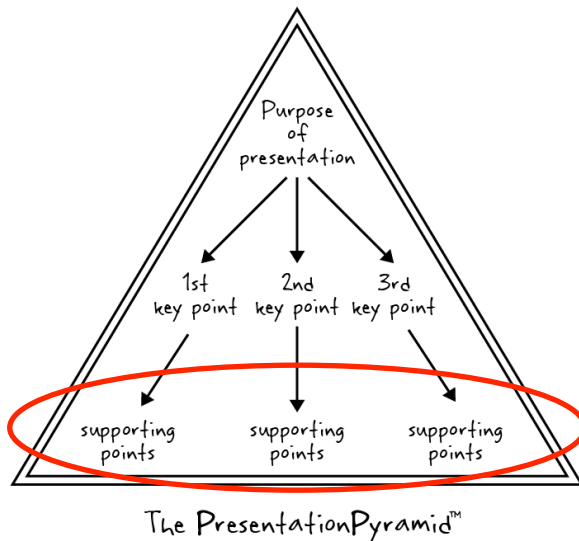 Purpose
of
presentation
1st
key point
2nd
key point
3rd
key point
supporting
points
supporting
points
supporting
points
The PresentationPyramid™